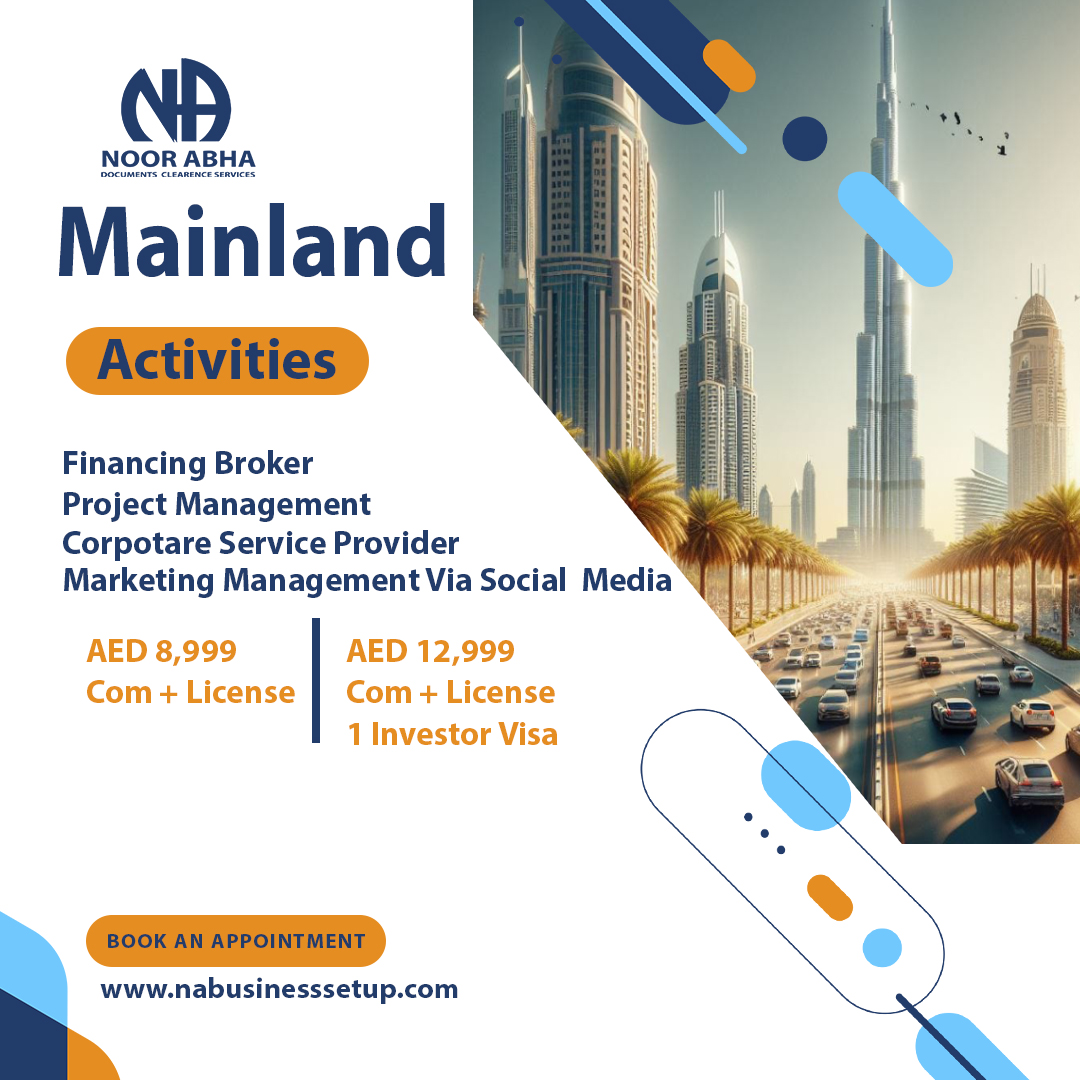 NA
NOOR ABHA
DOCUMENTS CLEARENCE SERVICES
Mainland
Activities
Financing Broker
Project Management
Corpotare Service Provider
Marketing Management Via Social Media
AED 8,999
Com + License
AED 12,999
Com + License
1 Investor Visa
BOOK AN APPOINTMENT
www.nabusinesssetup.com